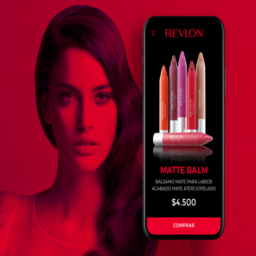 REVLON
MATTE BALM
BÁLSAMO MATE PARA LABIOS
ACABADO MATE ATERCIOPELADO
$4.500
COMPRAR